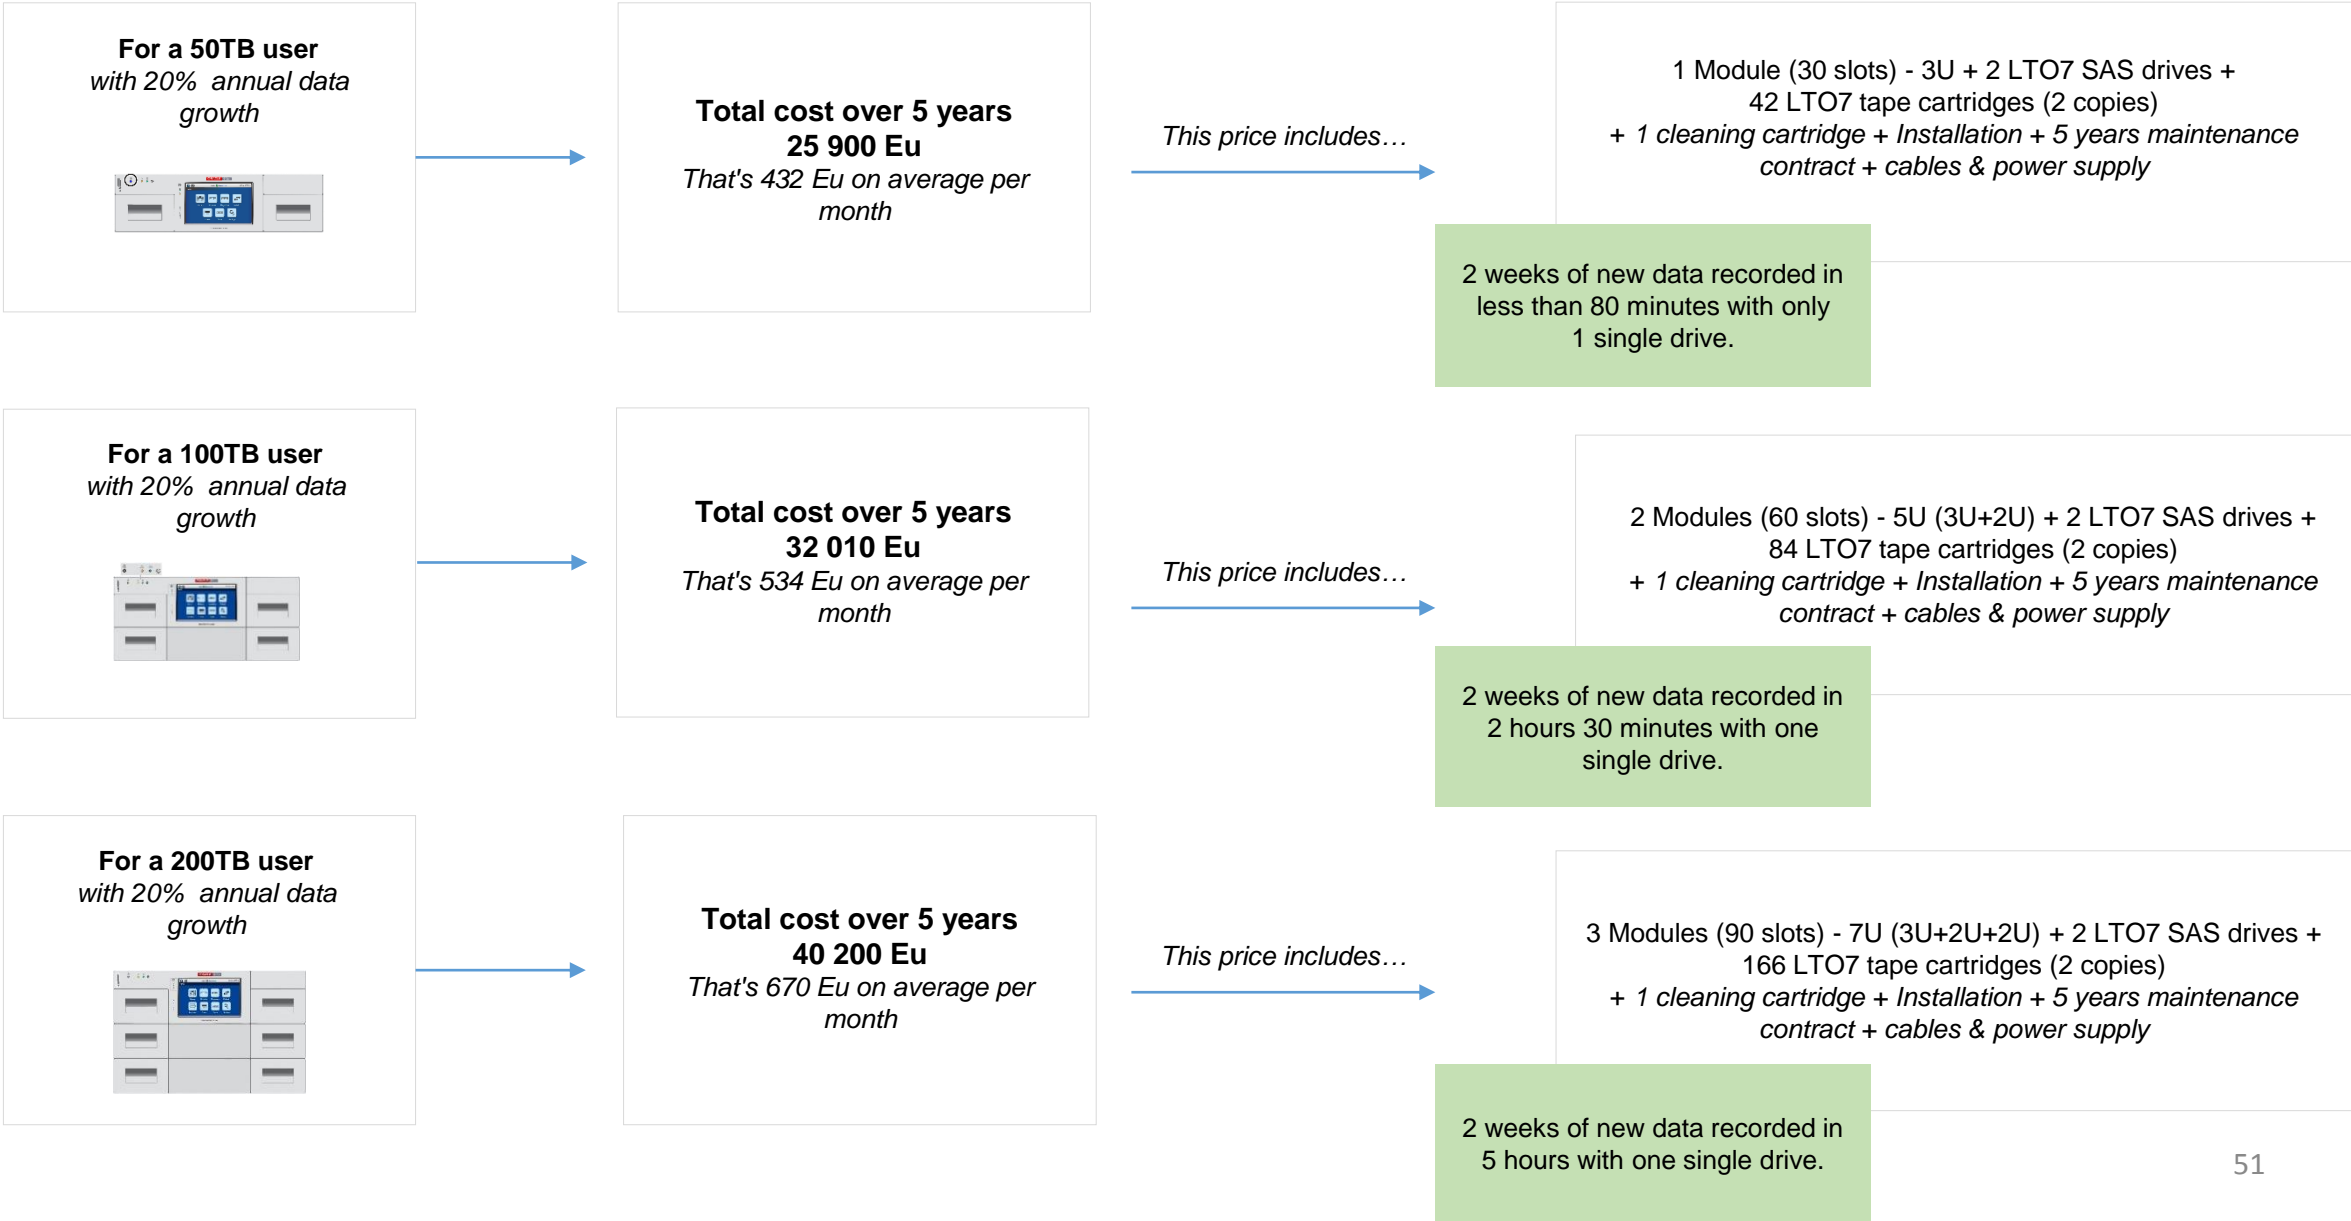 For a 50TB user
with 20% annual data
growth
Total cost over 5 years
25 900 Eu
That's 432 Eu on average per
month
This price includes…
1 Module (30 slots) - 3U + 2 LTO7 SAS drives +
42 LTO7 tape cartridges (2 copies)
+ 1 cleaning cartridge + Installation + 5 years maintenance
contract + cables & power supply
2 weeks of new data recorded in
less than 80 minutes with only
1 single drive.
For a 100TB user
with 20% annual data
growth
Total cost over 5 years
32 010 Eu
That's 534 Eu on average per
month
This price includes…
2 Modules (60 slots) - 5U (3U+2U) + 2 LTO7 SAS drives +
84 LTO7 tape cartridges (2 copies)
+ 1 cleaning cartridge + Installation + 5 years maintenance
contract + cables & power supply
2 weeks of new data recorded in
2 hours 30 minutes with one
single drive.
For a 200TB user
with 20% annual data
growth
Total cost over 5 years
40 200 Eu
That's 670 Eu on average per
month
This price includes…
3 Modules (90 slots) - 7U (3U+2U+2U) + 2 LTO7 SAS drives +
166 LTO7 tape cartridges (2 copies)
+ 1 cleaning cartridge + Installation + 5 years maintenance
contract + cables & power supply
2 weeks of new data recorded in
5 hours with one single drive.
51